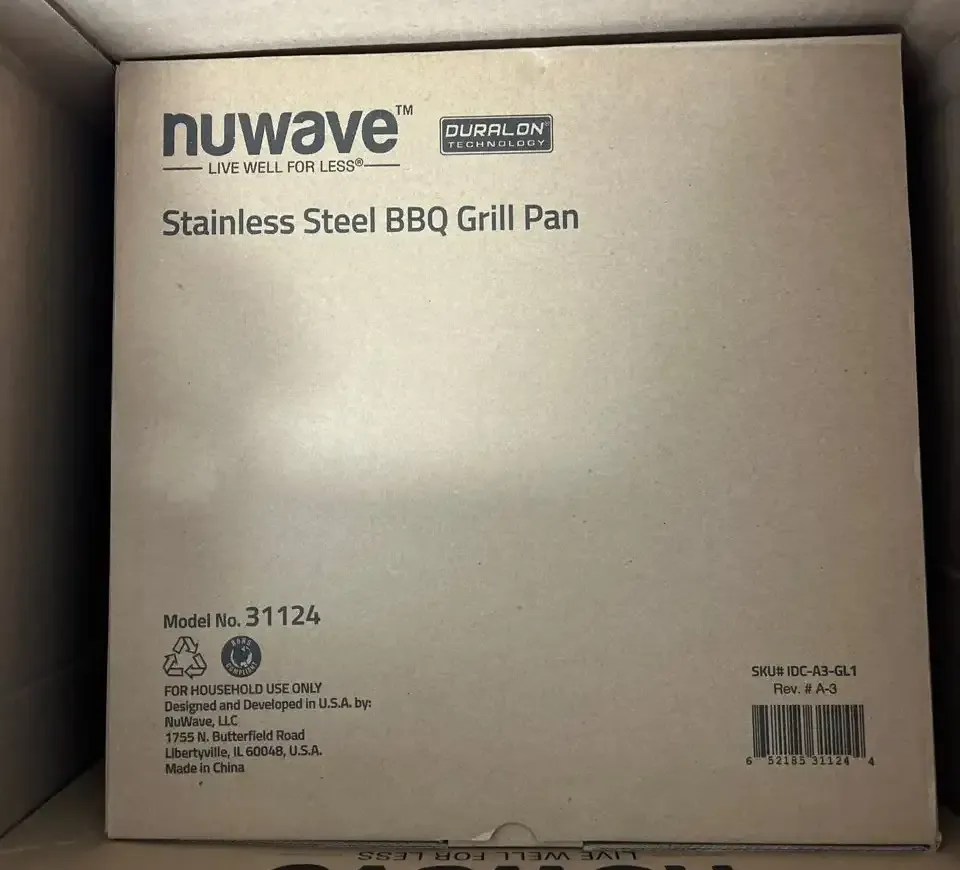 nuwave™
LIVE WELL FOR LESS®
DURALON®
TECHNOLOGY
Stainless Steel BBQ Grill Pan
Model No. 31124
RoHS
COMPLIANT
FOR HOUSEHOLD USE ONLY
Designed and Developed in U.S.A. by:
NuWave, LLC
1755 N. Butterfield Road
Libertyville, IL 60048, U.S.A.
Made in China
SKU# IDC-A3-GL1
Rev. # A-3
6 52185 31124 4
LIVE WELL FOR LESS